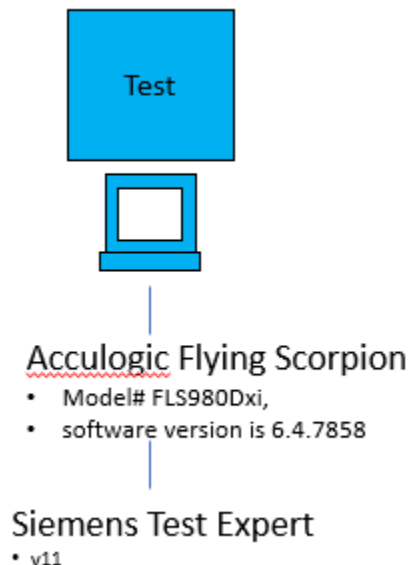 Test
Acculogic Flying Scorpion
• Model# FLS980Dxi,
• software version is 6.4.7858
Siemens Test Expert
• v11